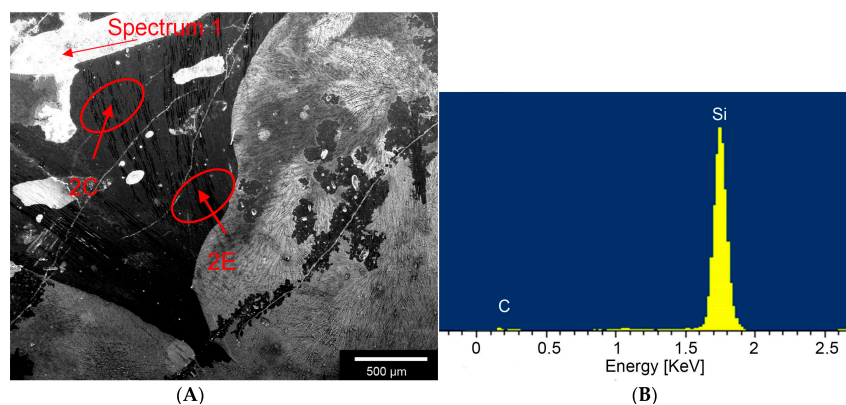 Spectrum 1
2C
2E
500 µm
Si
C
0 0.5 1 1.5 2 2.5
Energy [KeV]
(A) (B)